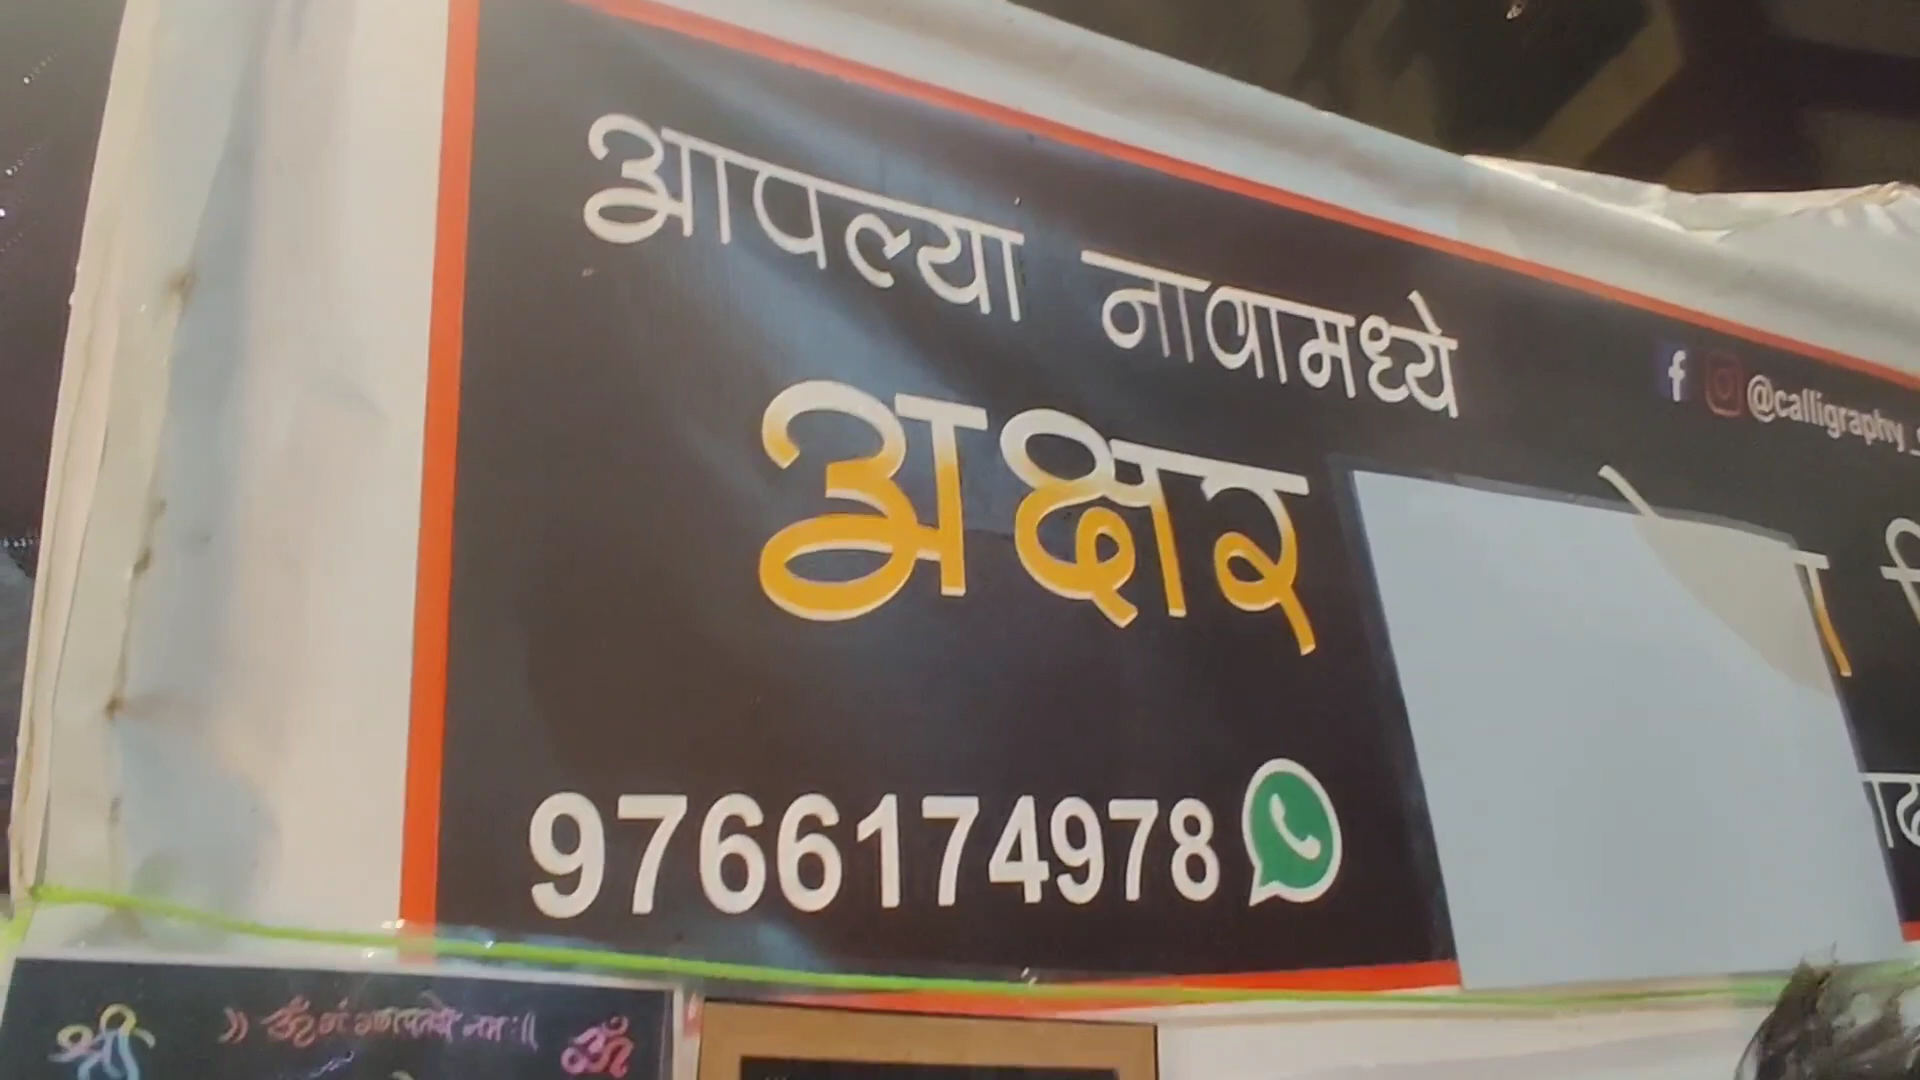 आपल्या नावामध्ये
@calligraphy_
अक्षर
9766174978
श्री ॐ गं गणपतये नमः॥ ॐ